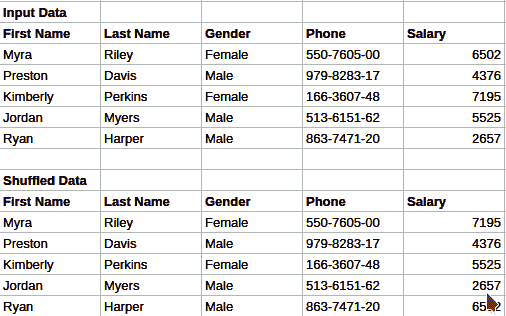 Input Data
First Name Last Name Gender Phone Salary
Myra Riley Female 550-7605-00 6502
Preston Davis Male 979-8283-17 4376
Kimberly Perkins Female 166-3607-48 7195
Jordan Myers Male 513-6151-62 5525
Ryan Harper Male 863-7471-20 2657
Shuffled Data
First Name Last Name Gender Phone Salary
Myra Riley Female 550-7605-00 7195
Preston Davis Male 979-8283-17 4376
Kimberly Perkins Female 166-3607-48 5525
Jordan Myers Male 513-6151-62 2657
Ryan Harper Male 863-7471-20